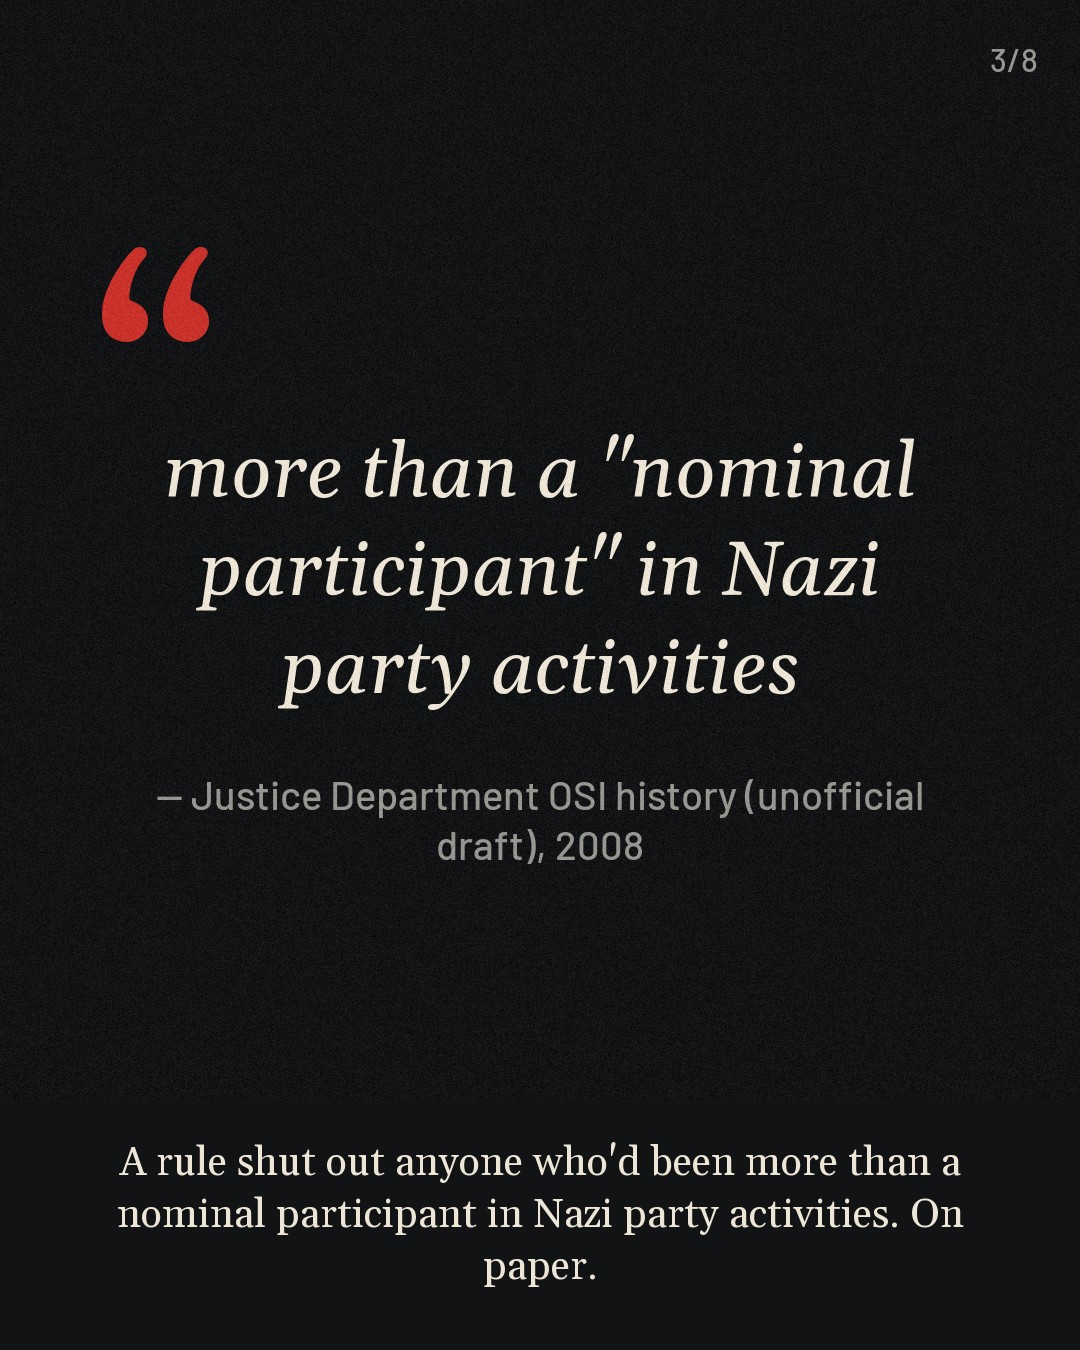 3/8
“
more than a "nominal
participant" in Nazi
party activities
— Justice Department OSI history (unofficial
draft), 2008
A rule shut out anyone who'd been more than a
nominal participant in Nazi party activities. On
paper.